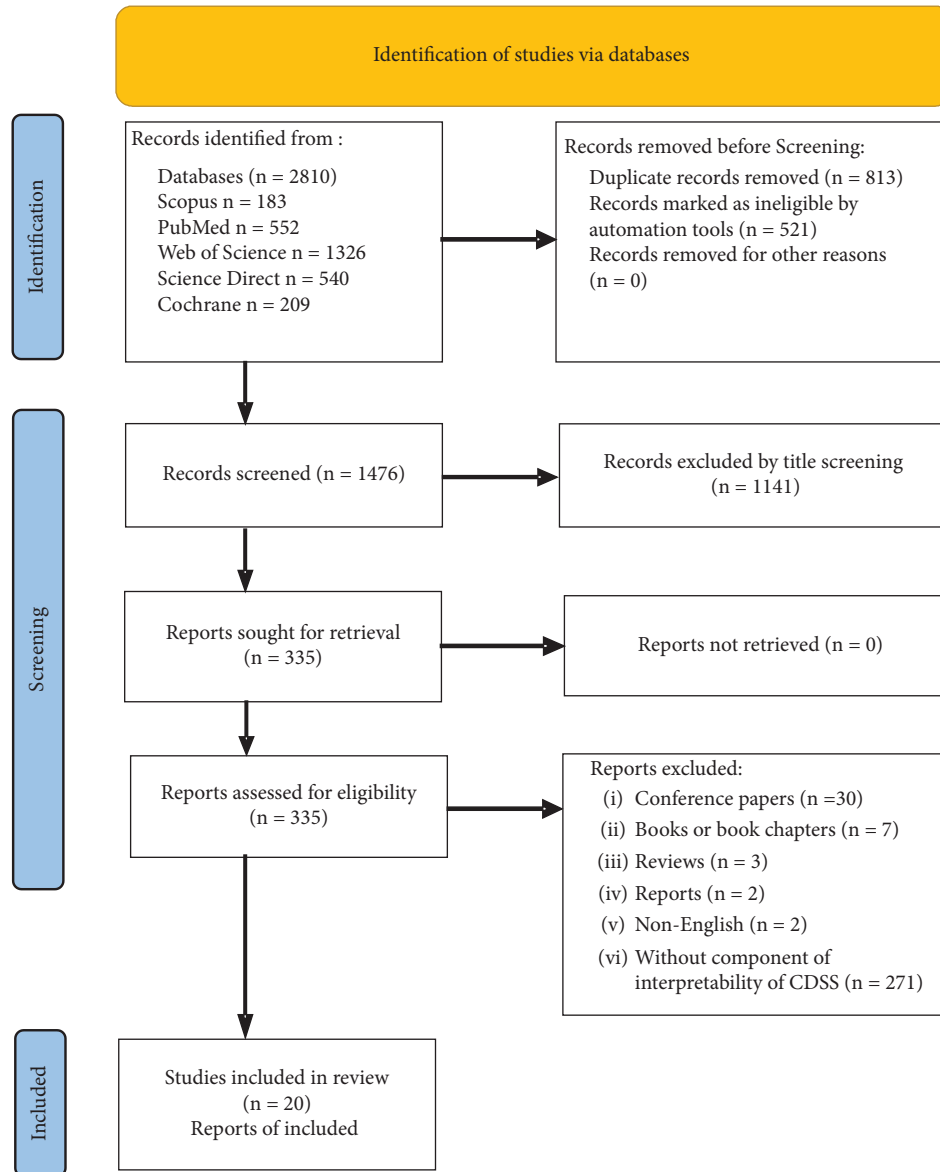 Identification of studies via databases
Identification
Records identified from :
Databases (n = 2810)
Scopus n = 183
PubMed n = 552
Web of Science n = 1326
Science Direct n = 540
Cochrane n = 209
Records removed before Screening:
Duplicate records removed (n = 813)
Records marked as ineligible by
automation tools (n = 521)
Records removed for other reasons
(n = 0)
Screening
Records screened (n = 1476)
Records excluded by title screening
(n = 1141)
Reports sought for retrieval
(n = 335)
Reports not retrieved (n = 0)
Reports assessed for eligibility
(n = 335)
Reports excluded:
(i) Conference papers (n =30)
(ii) Books or book chapters (n = 7)
(iii) Reviews (n = 3)
(iv) Reports (n = 2)
(v) Non-English (n = 2)
(vi) Without component of
interpretability of CDSS (n = 271)
Included
Studies included in review
(n = 20)
Reports of included